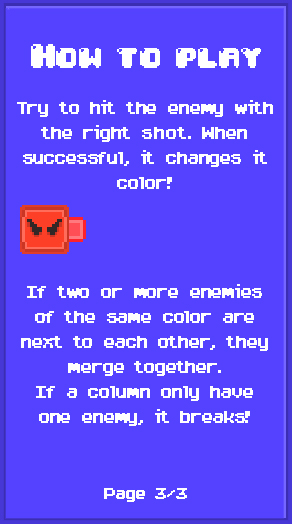 How to play
Try to hit the enemy with
the right shot. When
successful, it changes it
color!
If two or more enemies
of the same color are
next to each other, they
merge together.
If a column only have
one enemy, it breaks!
Page 3/3